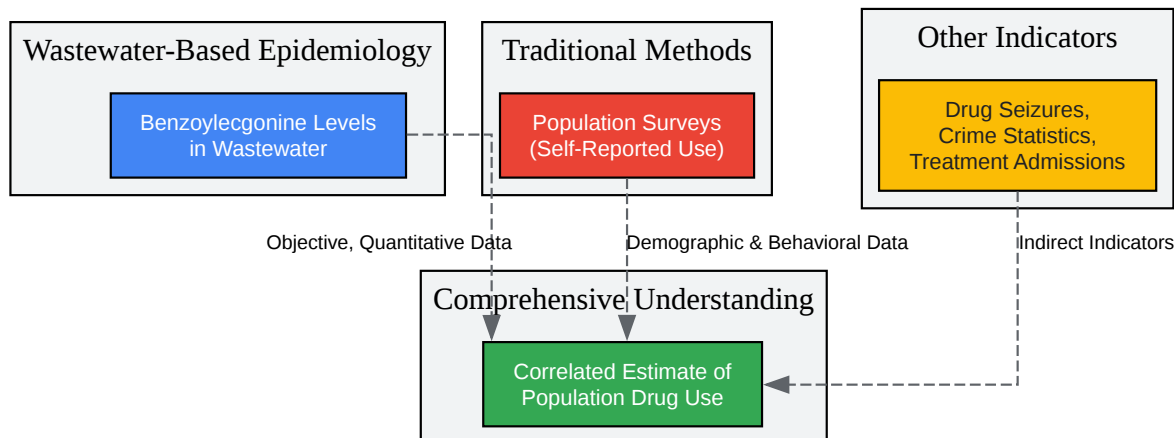 Wastewater-Based Epidemiology
Benzoylecgonine Levels
in Wastewater
Traditional Methods
Population Surveys
(Self-Reported Use)
Other Indicators
Drug Seizures,
Crime Statistics,
Treatment Admissions
Objective, Quantitative Data
Demographic & Behavioral Data
Indirect Indicators
Comprehensive Understanding
Correlated Estimate of
Population Drug Use